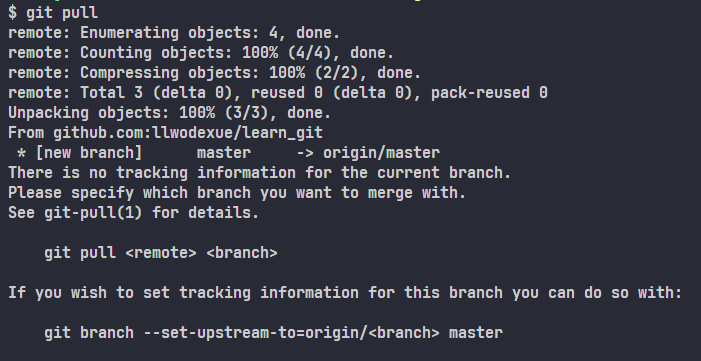 $ git pull
remote: Enumerating objects: 4, done.
remote: Counting objects: 100% (4/4), done.
remote: Compressing objects: 100% (2/2), done.
remote: Total 3 (delta 0), reused 0 (delta 0), pack-reused 0
Unpacking objects: 100% (3/3), done.
From github.com:llwodexue/learn_git
 * [new branch]      master     -> origin/master
There is no tracking information for the current branch.
Please specify which branch you want to merge with.
See git-pull(1) for details.

    git pull <remote> <branch>

If you wish to set tracking information for this branch you can do so with:

    git branch --set-upstream-to=origin/<branch> master